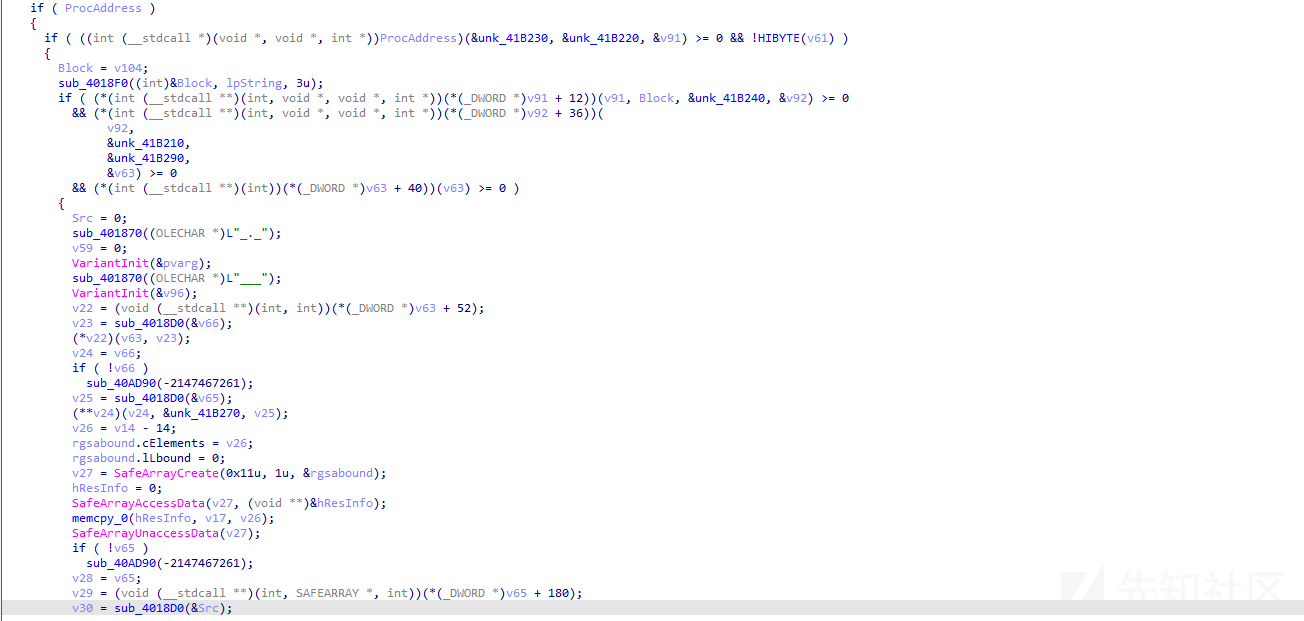 if ( ProcAddress )
{
if ( ((int (__stdcall *)(void *, void *, int *))ProcAddress)(&unk_41B230, &unk_41B220, &v91) >= 0 && !HIBYTE(v61) )
{
Block = v104;
sub_4018F0((int)&Block, lpString, 3u);
if ( (*(int (__stdcall **)(int, void *, void *, int *))(*(_DWORD *)v91 + 12))(v91, Block, &unk_41B240, &v92) >= 0
&& (*(int (__stdcall **)(int, void *, void *, int *))(*(_DWORD *)v92 + 36))(
v92,
&unk_41B210,
&unk_41B290,
&v63) >= 0
&& (*(int (__stdcall **)(int))(*(_DWORD *)v63 + 40))(v63) >= 0 )
{
Src = 0;
sub_401870((OLECHAR *)L"_._");
v59 = 0;
VariantInit(&pvarg);
sub_401870((OLECHAR *)L"___");
VariantInit(&v96);
v22 = (void (__stdcall **)(int, int))(*(_DWORD *)v63 + 52);
v23 = sub_4018D0(&v66);
(*v22)(v63, v23);
v24 = v66;
if ( !v66 )
sub_40AD90(-2147467261);
v25 = sub_4018D0(&v65);
(**v24)(v24, &unk_41B270, v25);
v26 = v14 - 14;
rgsabound.cElements = v26;
rgsabound.lLbound = 0;
v27 = SafeArrayCreate(0x11u, 1u, &rgsabound);
hResInfo = 0;
SafeArrayAccessData(v27, (void **)&hResInfo);
memcpy_0(hResInfo, v17, v26);
SafeArrayUnaccessData(v27);
if ( !v65 )
sub_40AD90(-2147467261);
v28 = v65;
v29 = (void (__stdcall **)(int, SAFEARRAY *, int))(*(_DWORD *)v65 + 180);
v30 = sub_4018D0(&Src);
先知社区